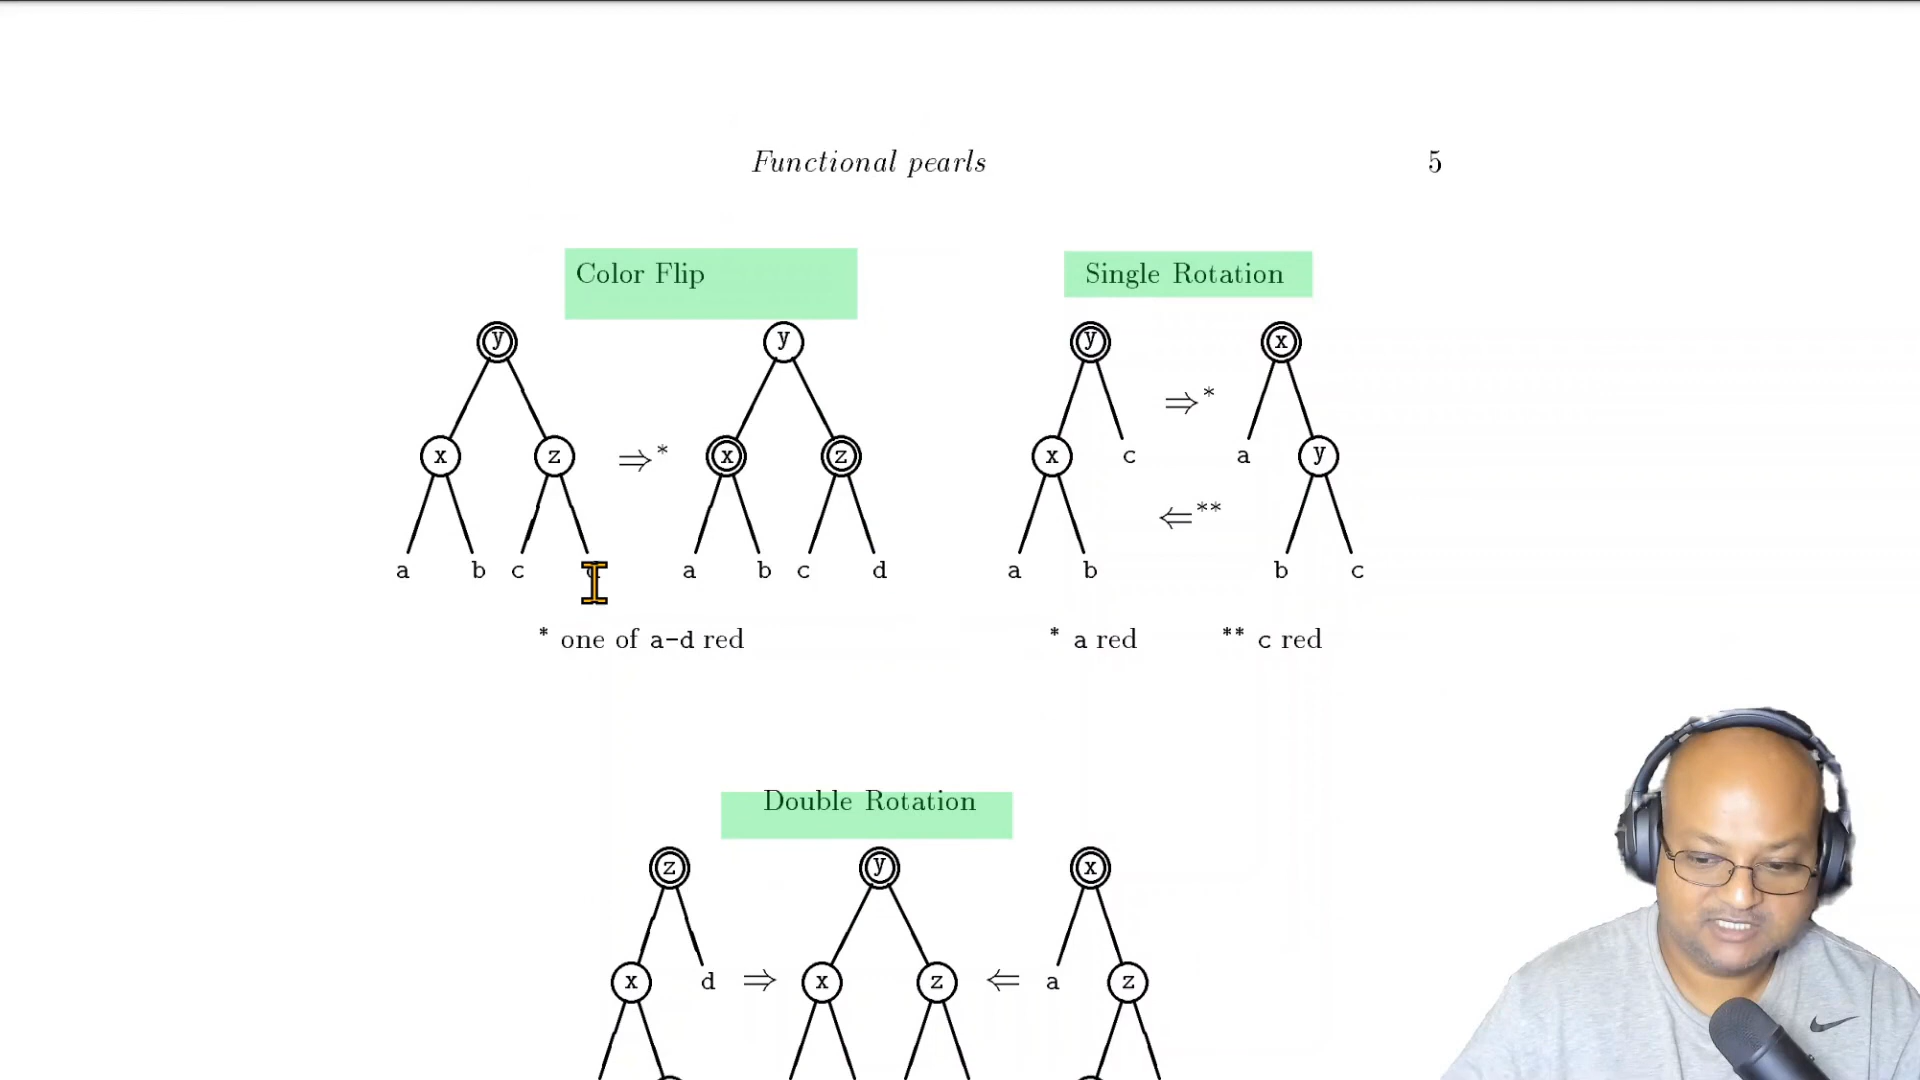 Functional pearls 5
Color Flip
Single Rotation
y y y x
x z ⇒* x z x c ⇒* a y
⇐**
a b c a b c d a b b c
* one of a-d red
* a red ** c red
Double Rotation
z y x
x d ⇒ x z ⇐ a z